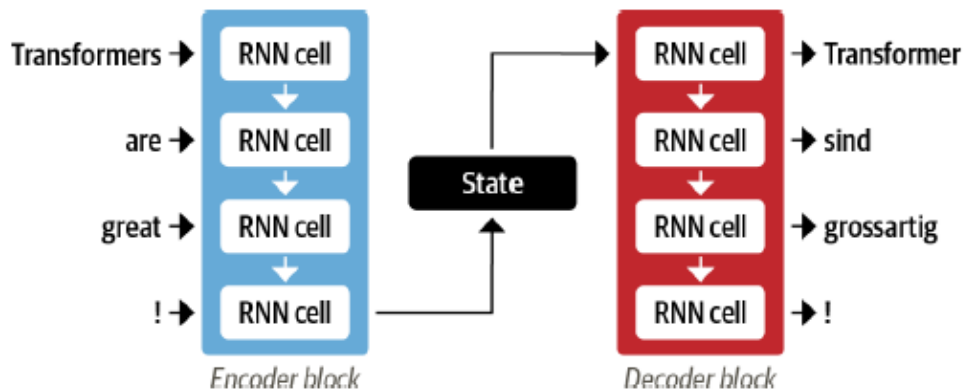 Transformers
RNN cell
RNN cell
Transformer
are
RNN cell
RNN cell
sind
State
great
RNN cell
RNN cell
grossartig
!
RNN cell
RNN cell
!
Encoder block
Decoder block